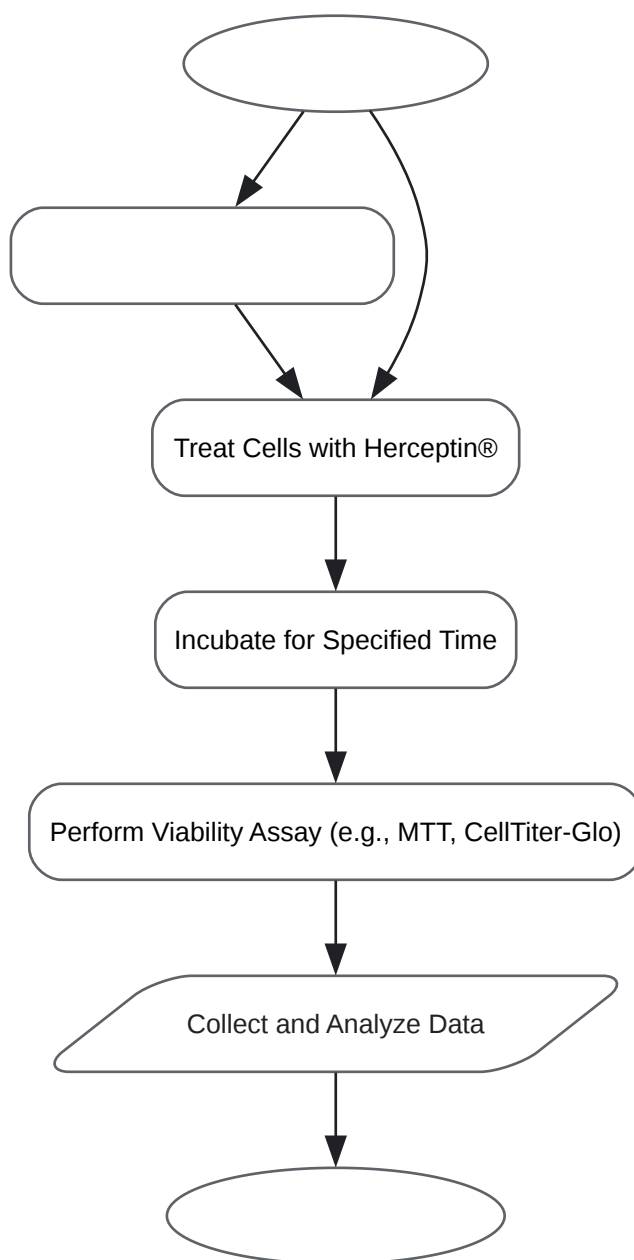 Treat Cells with Herceptin®
Incubate for Specified Time
Perform Viability Assay (e.g., MTT, CellTiter-Glo)
Collect and Analyze Data